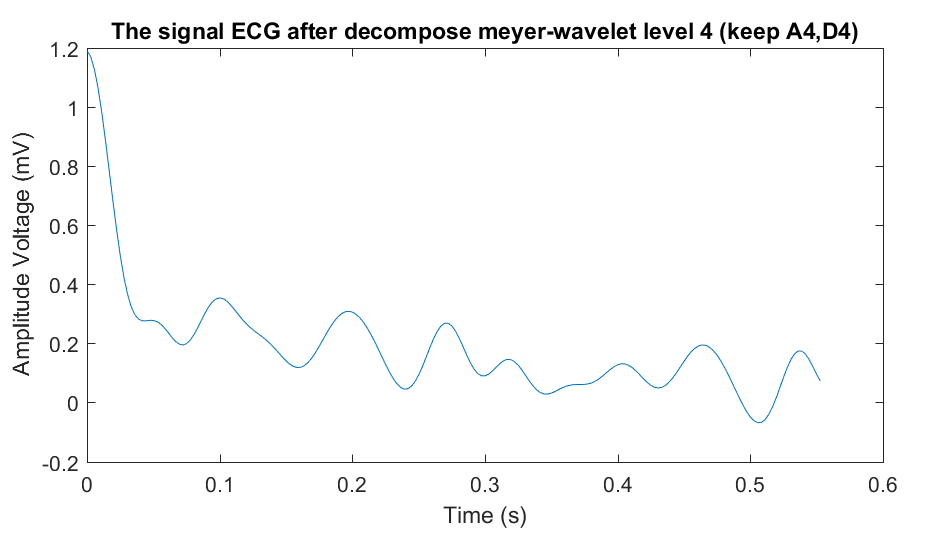 The signal ECG after decompose meyer-wavelet level 4 (keep A4,D4)
1.2
1
0.8
0.6
0.4
0.2
0
-0.2
Amplitude Voltage (mV)
0 0.1 0.2 0.3 0.4 0.5 0.6
Time (s)